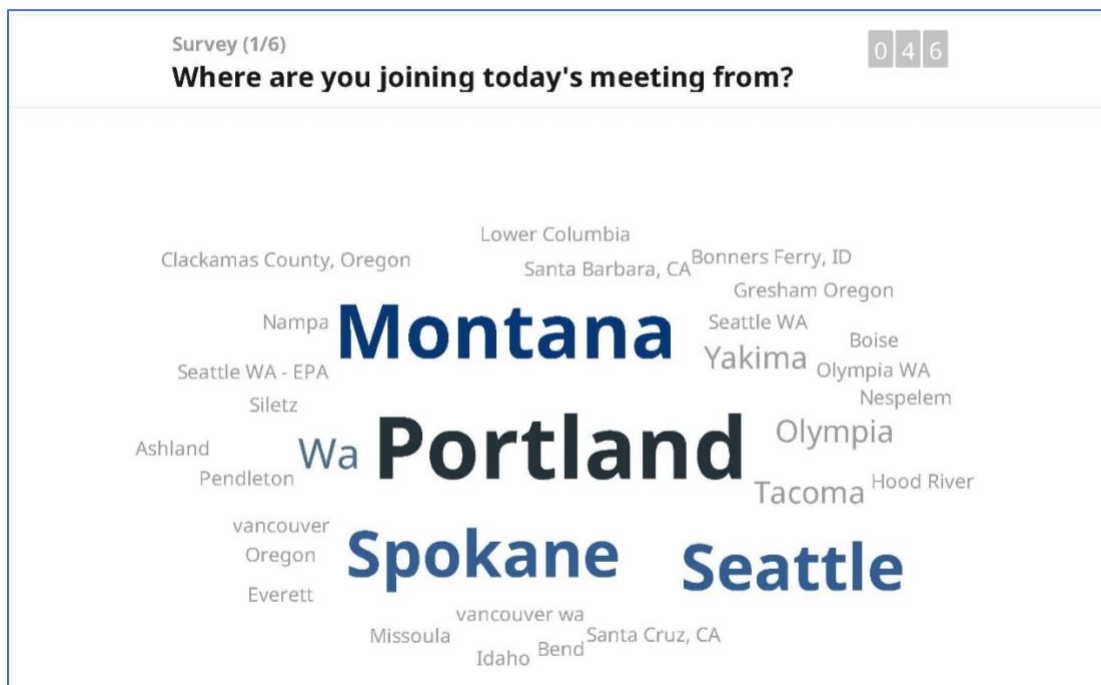 Survey (1/6)
046
Where are you joining today's meeting from?
Lower Columbia
Clackamas County, Oregon
Santa Barbara, CA
Bonners Ferry, ID
Gresham Oregon
Nampa
Montana
Seattle WA
Boise
Yakima
Olympia WA
Seattle WA - EPA
Nespelem
Siletz
Portland
Olympia
Ashland
Wa
Pendleton
Tacoma
Hood River
vancouver
Oregon
Spokane
Seattle
Everett
vancouver wa
Missoula
Santa Cruz, CA
Bend
Idaho